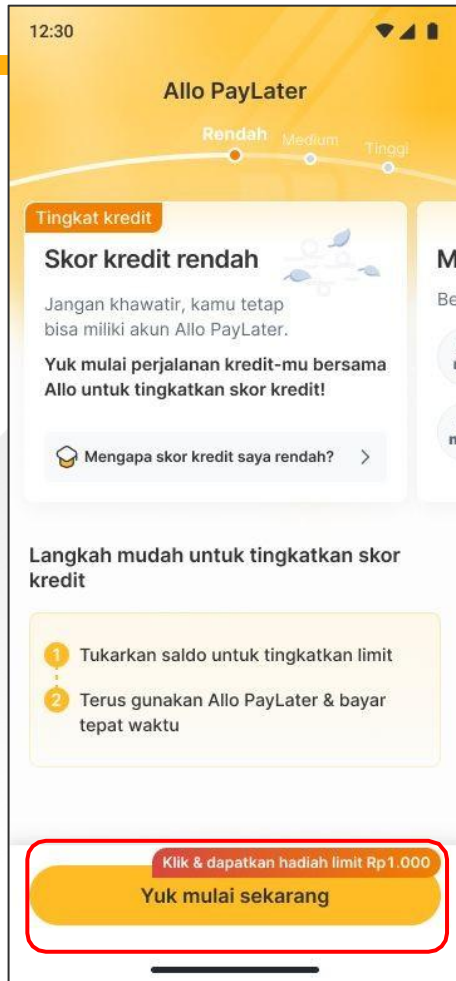 12:30
Allo PayLater
Rendah
Medium
Tinggi
Tingkat kredit
Skor kredit rendah
Jangan khawatir, kamu tetap
bisa miliki akun Allo PayLater.
Yuk mulai perjalanan kredit-mu bersama
Allo untuk tingkatkan skor kredit!
Mengapa skor kredit saya rendah?
M
Be
Langkah mudah untuk tingkatkan skor
kredit
1 Tukarkan saldo untuk tingkatkan limit
2 Terus gunakan Allo PayLater & bayar
tepat waktu
Klik & dapatkan hadiah limit Rp1.000
Yuk mulai sekarang